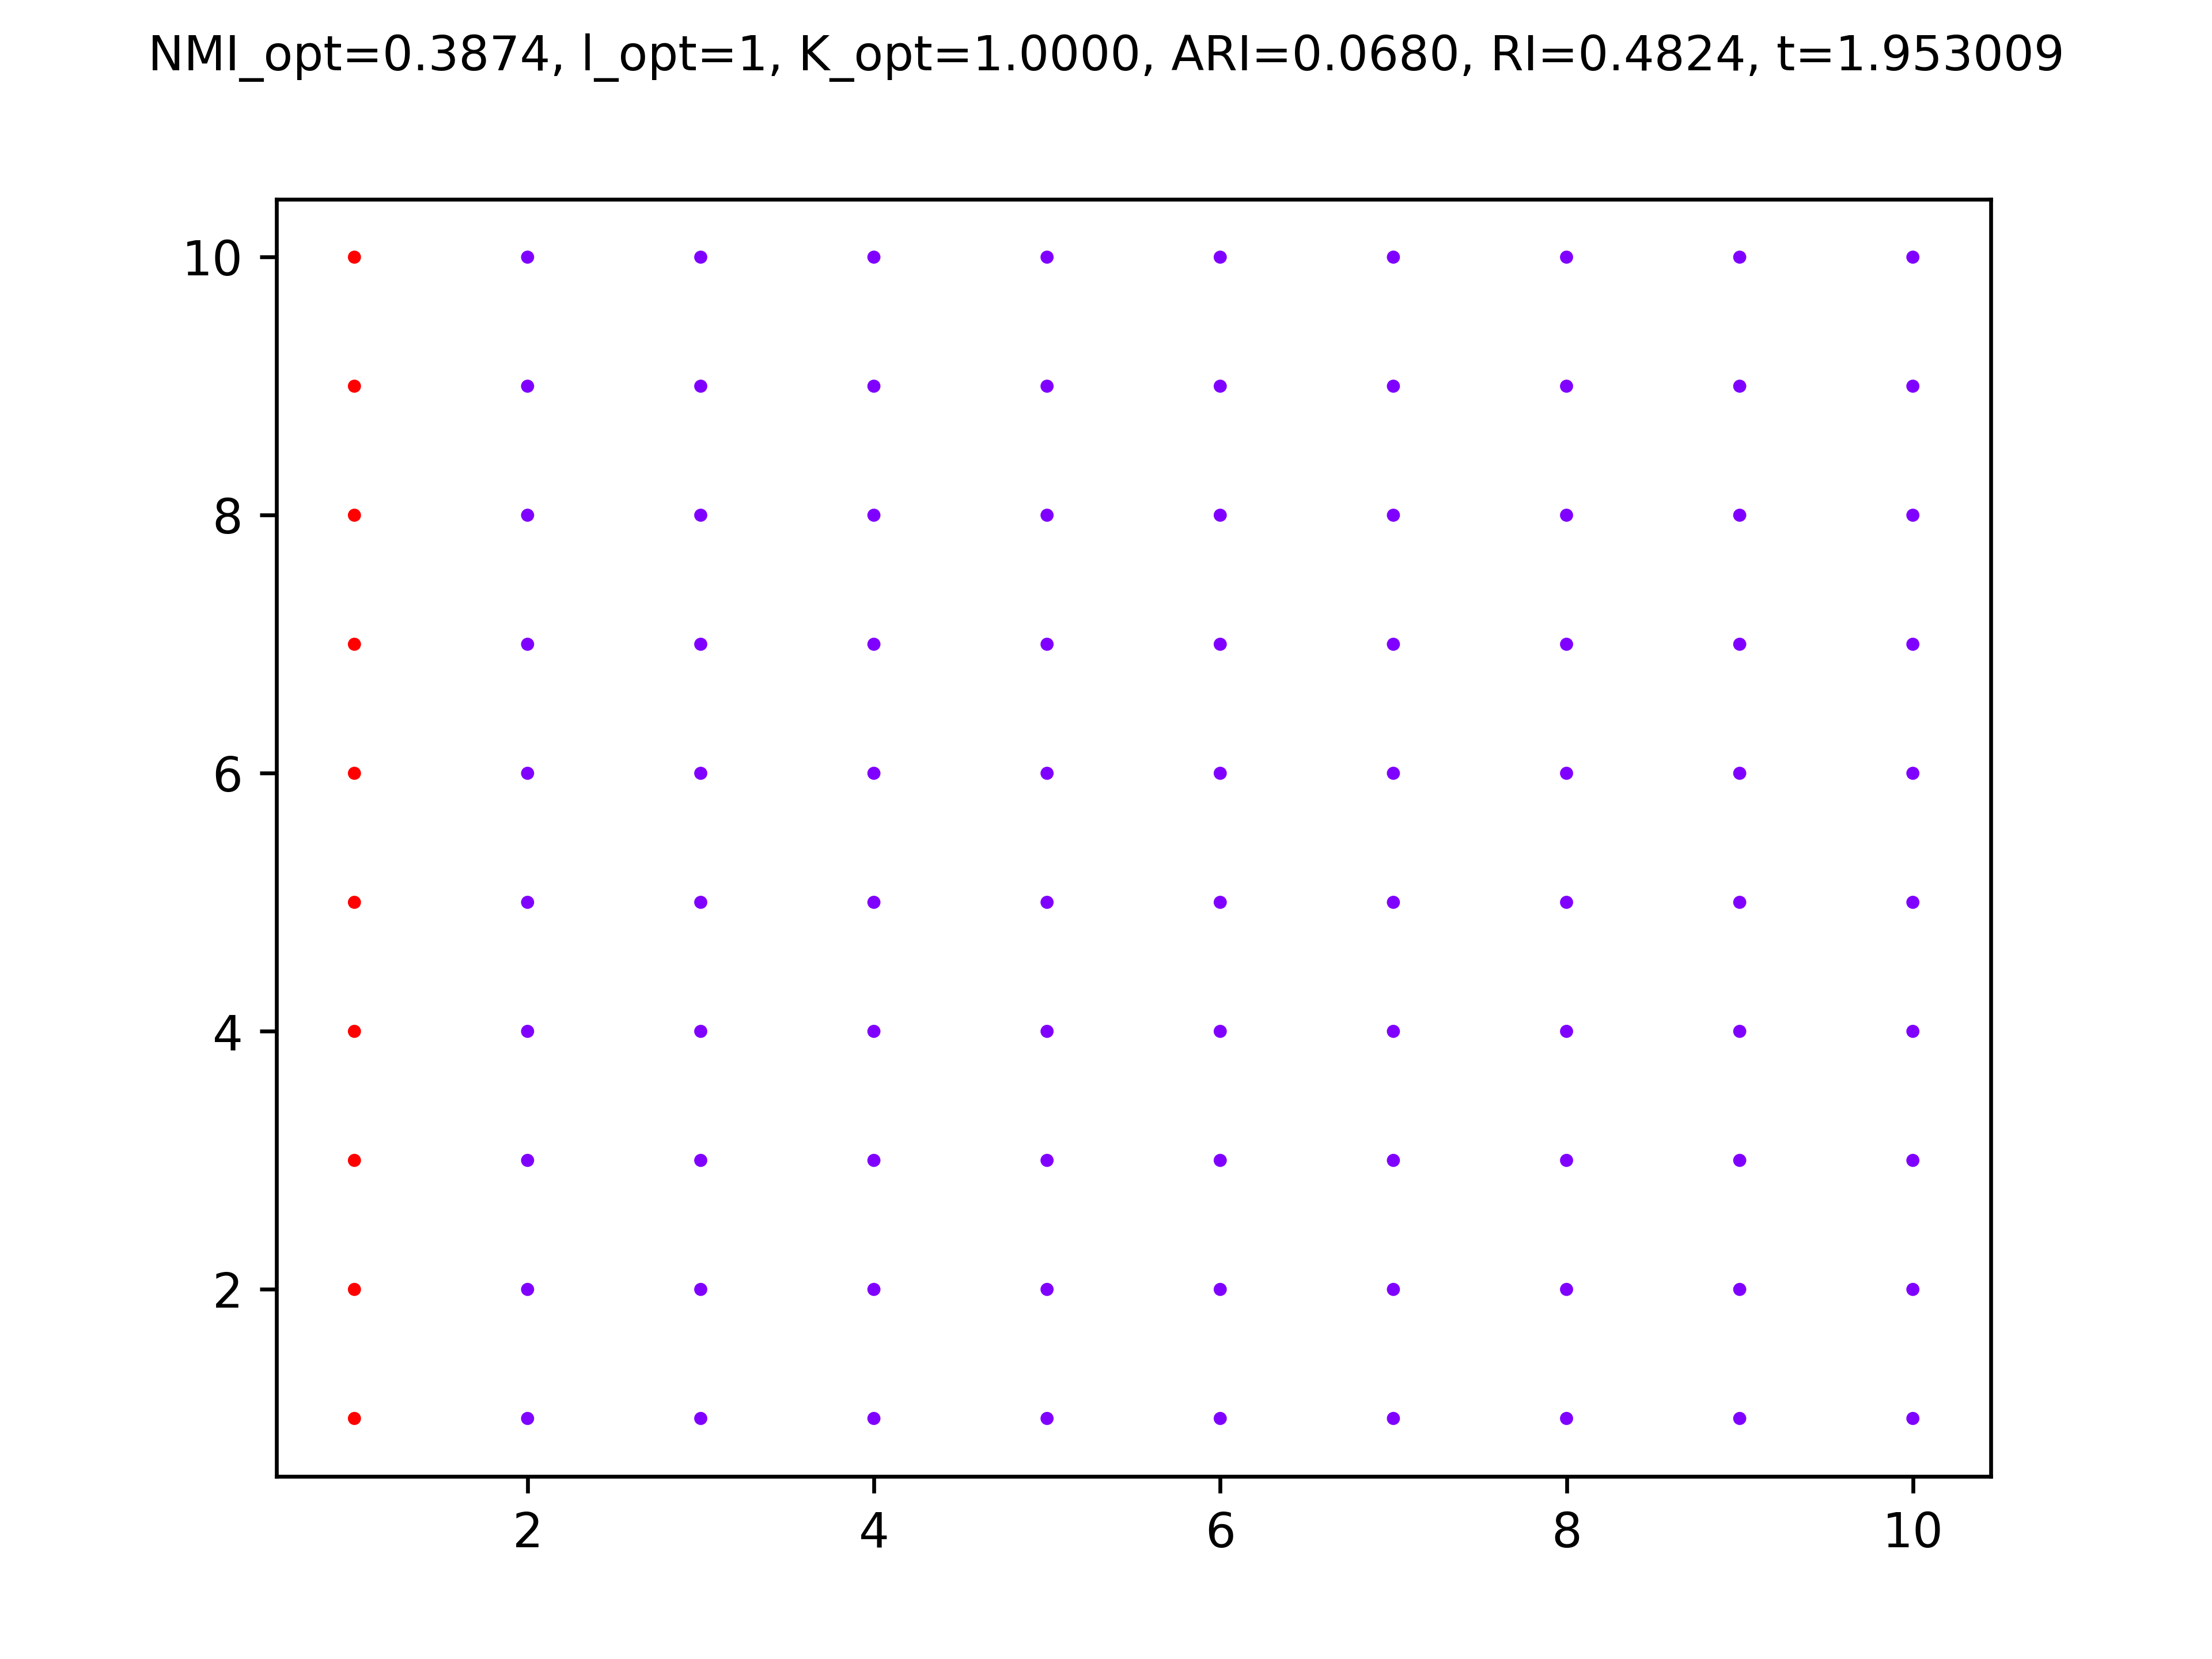 NMI_opt=0.3874, l_opt=1, K_opt=1.0000, ARI=0.0680, RI=0.4824, t=1.953009
10
8
6
4
2
2 4 6 8 10